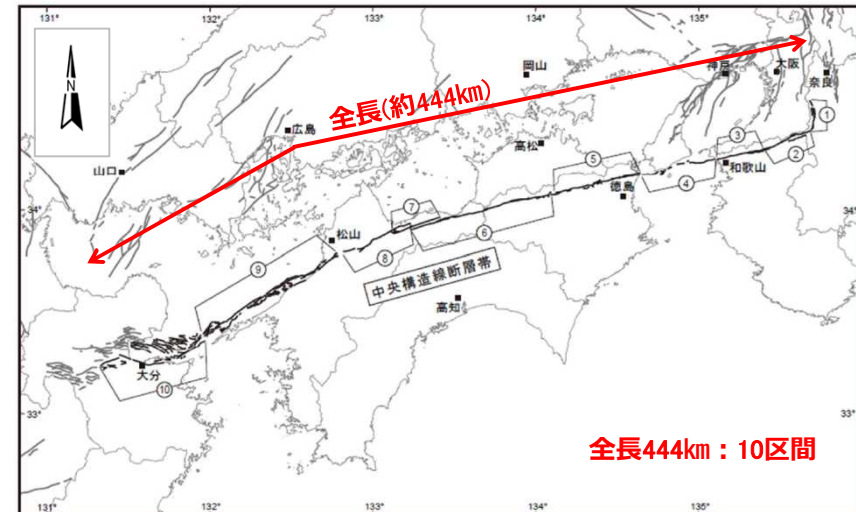 131°
132°
133°
134°
135°
N
岡山
神戸
大阪
奈良
全長(約444km)
広島
高松
①
③
②
山口
⑤
和歌山
④
徳島
34°
34°
⑦
松山
⑥
⑧
⑨
中央構造線断層帯
高知
大分
⑩
33°
33°
全長444㎞：10区間
131°
132°
133°
134°
135°